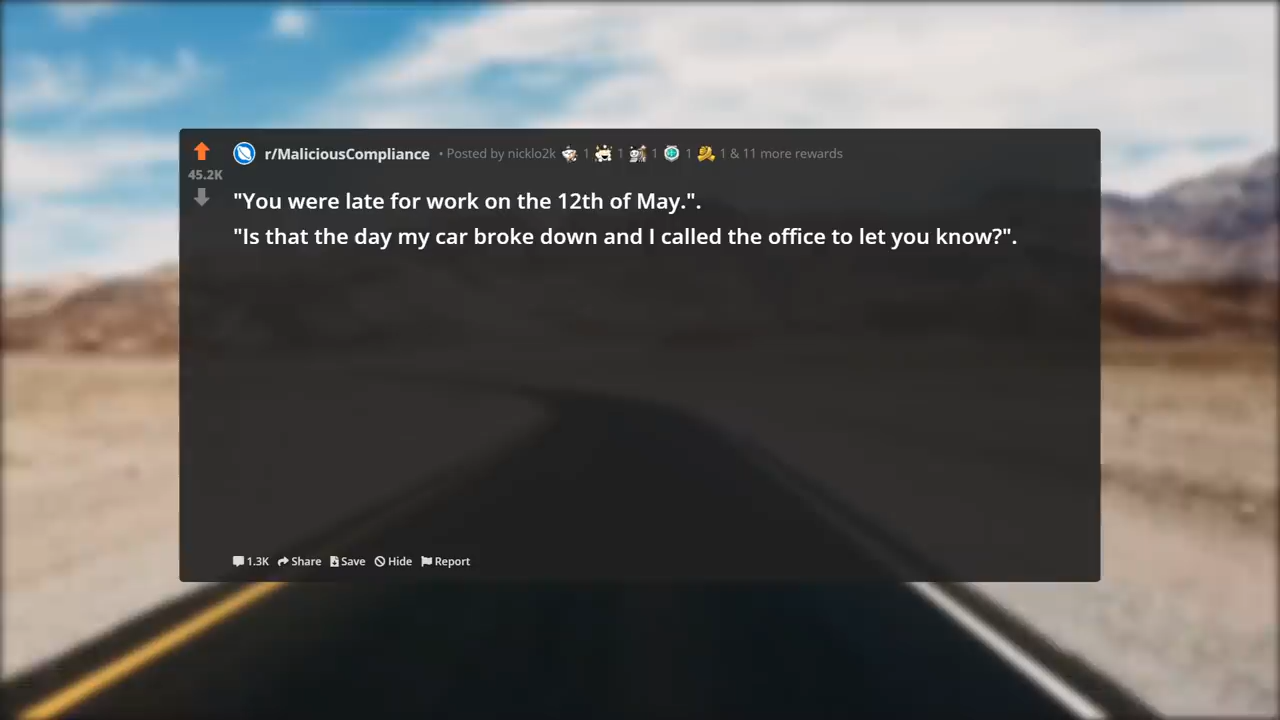 r/MaliciousCompliance • Posted by nicklo2k 1 1 1 1 1 & 11 more rewards
45.2K
"You were late for work on the 12th of May.".
"Is that the day my car broke down and I called the office to let you know?".
1.3K Share Save Hide Report